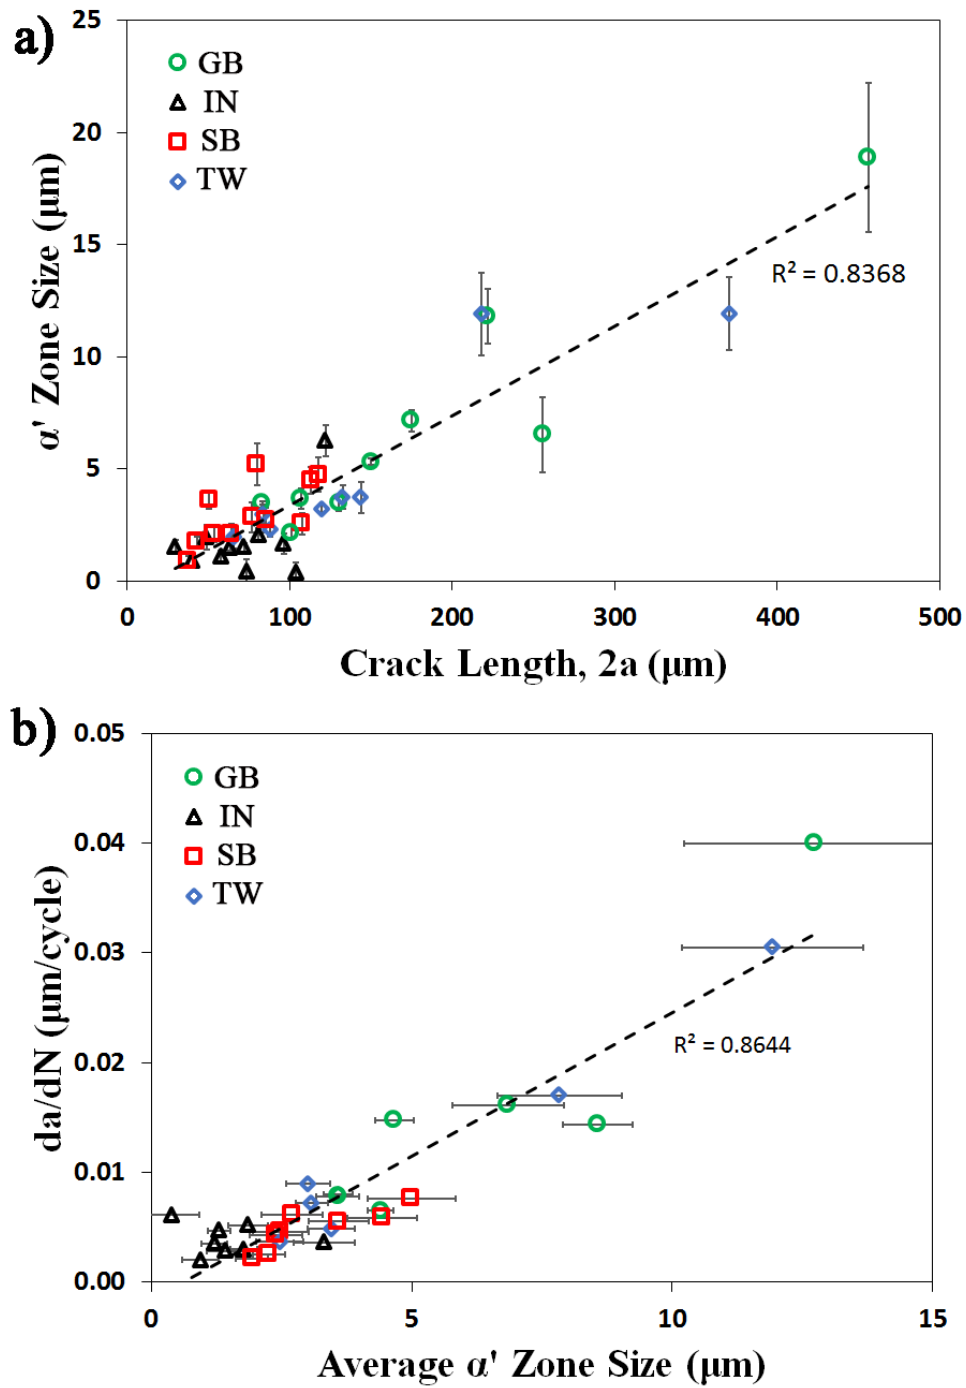 a)
25
20
15
10
5
0
α' Zone Size (μm)
GB
IN
SB
TW
R² = 0.8368
0 100 200 300 400 500
Crack Length, 2a (μm)
b)
0.05
0.04
0.03
0.02
0.01
0.00
da/dN (μm/cycle)
GB
IN
SB
TW
R² = 0.8644
0 5 10 15
Average α' Zone Size (μm)